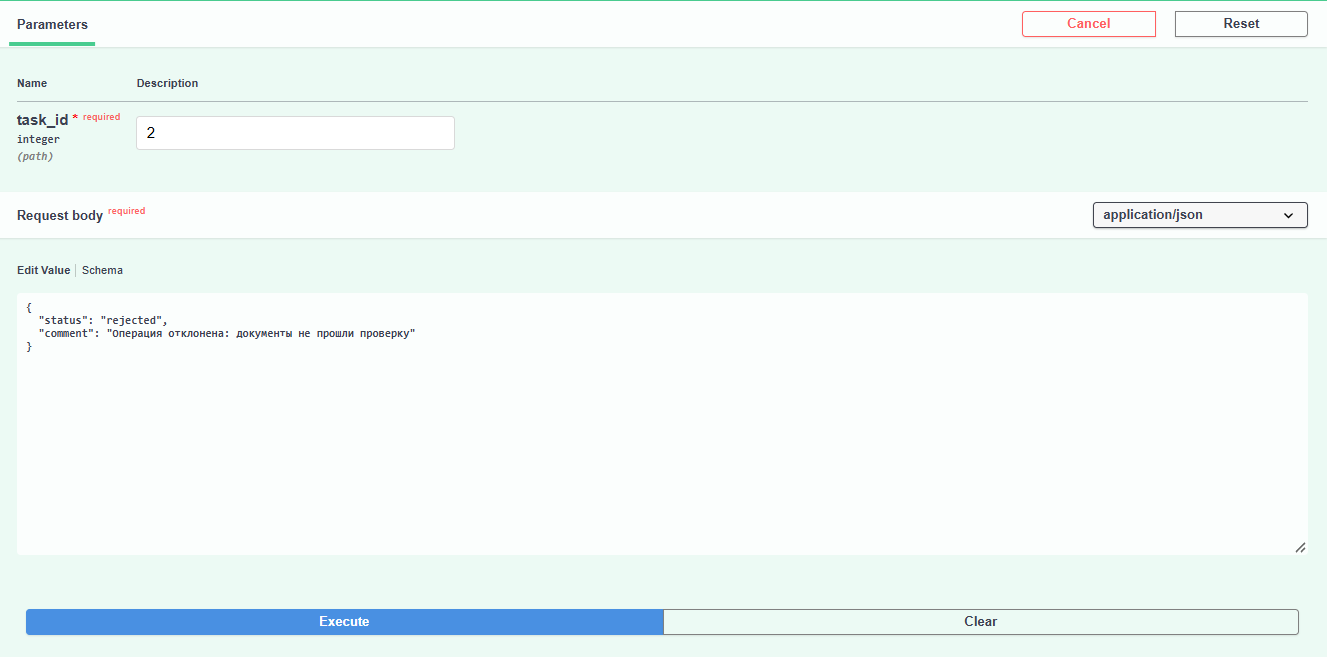 Parameters
Cancel
Reset
Name
Description
task_id * required
integer
(path)
2
Request body required
application/json
Edit Value | Schema
{
  "status": "rejected",
  "comment": "Операция отклонена: документы не прошли проверку"
}
Execute
Clear